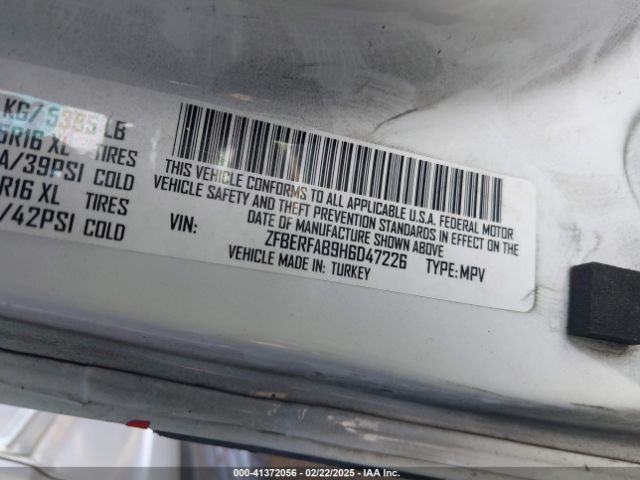 KG/5395 LB
5R16 XL TIRES
A/39PSI COLD
R16 XL TIRES
/42PSI COLD
THIS VEHICLE CONFORMS TO ALL APPLICABLE U.S.A. FEDERAL MOTOR
VEHICLE SAFETY AND THEFT PREVENTION STANDARDS IN EFFECT ON
DATE OF MANUFACTURE SHOWN ABOVE
VIN: ZFBERFAB9H6D47226 TYPE: MPV
VEHICLE MADE IN: TURKEY
000-41372056 - 02/22/2025 - IAA Inc.